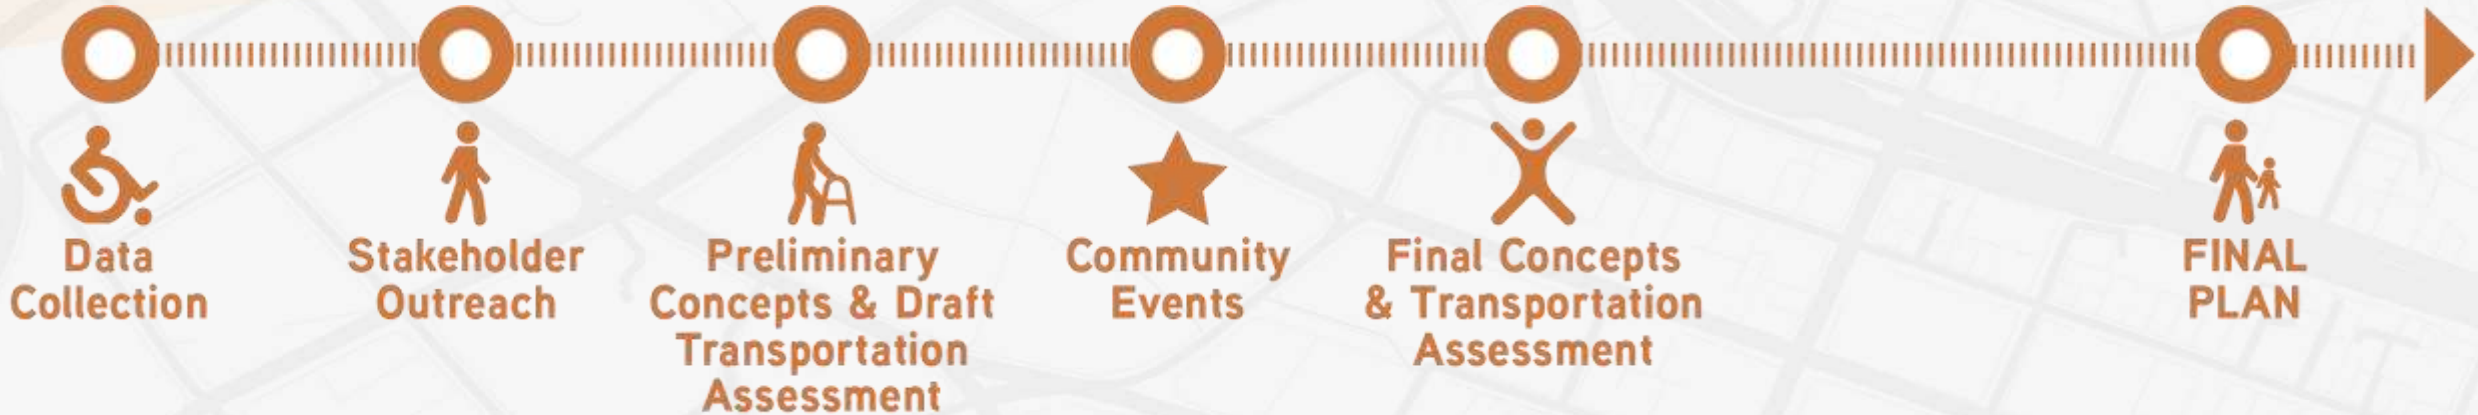 Data
Collection
Stakeholder
Outreach
Preliminary
Concepts & Draft
Transportation
Assessment
Community
Events
Final Concepts
& Transportation
Assessment
FINAL
PLAN